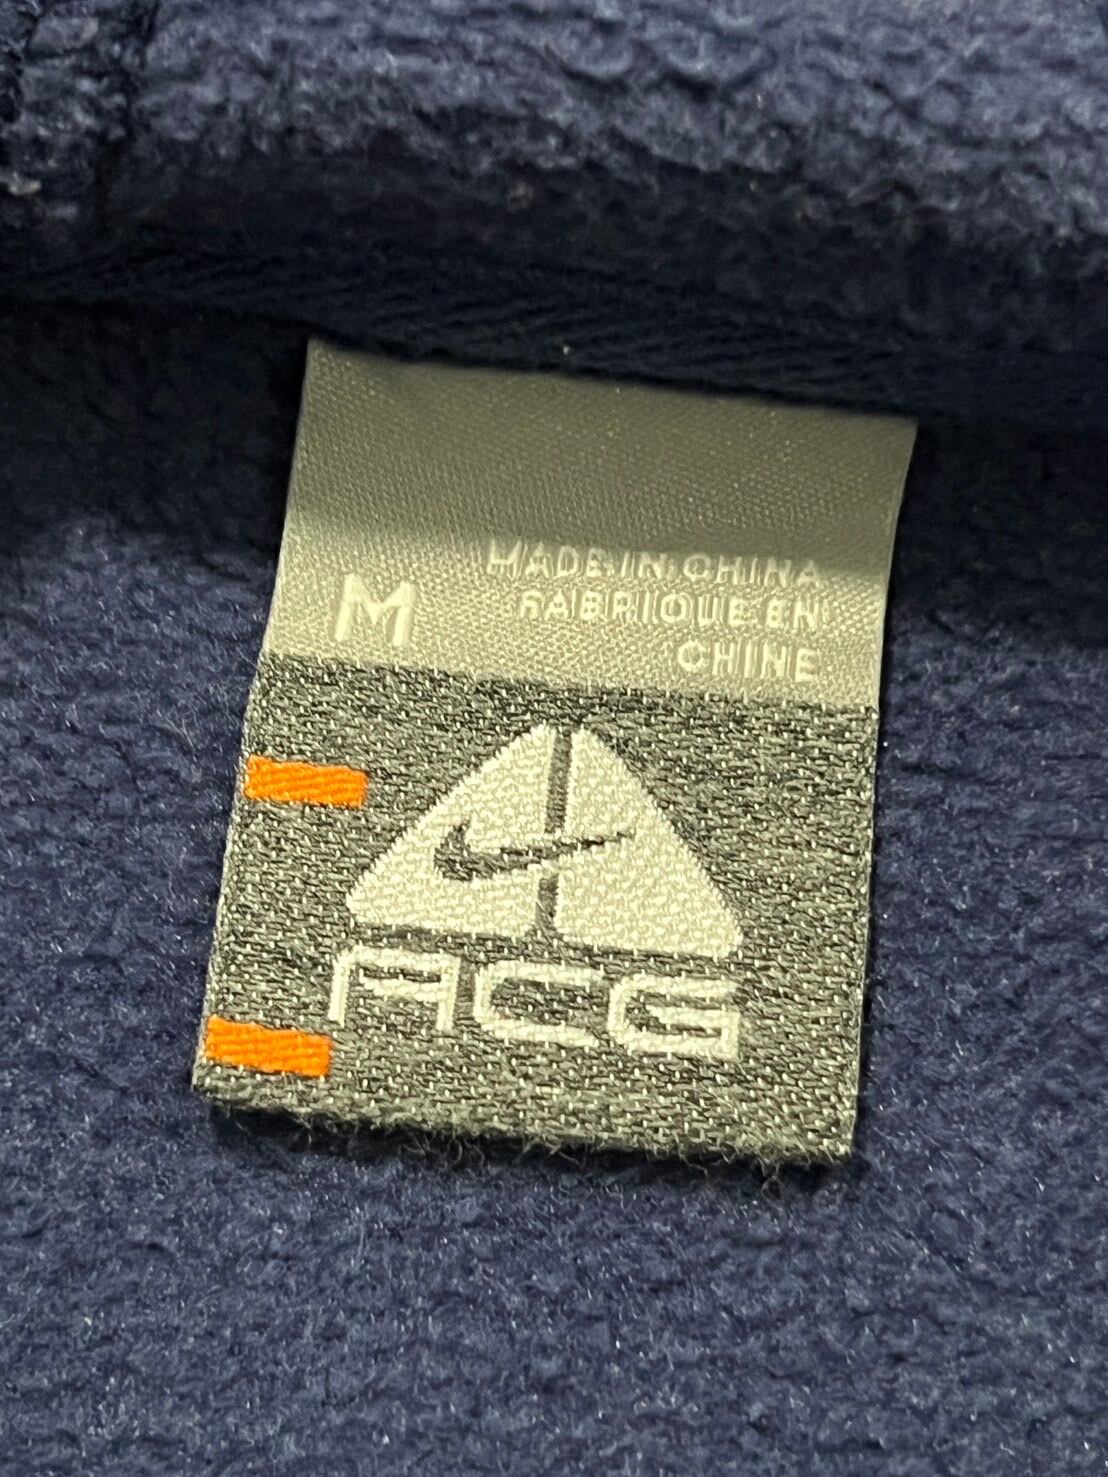 M
MADE IN CHINA
FABRIQUE EN
CHINE
ACG